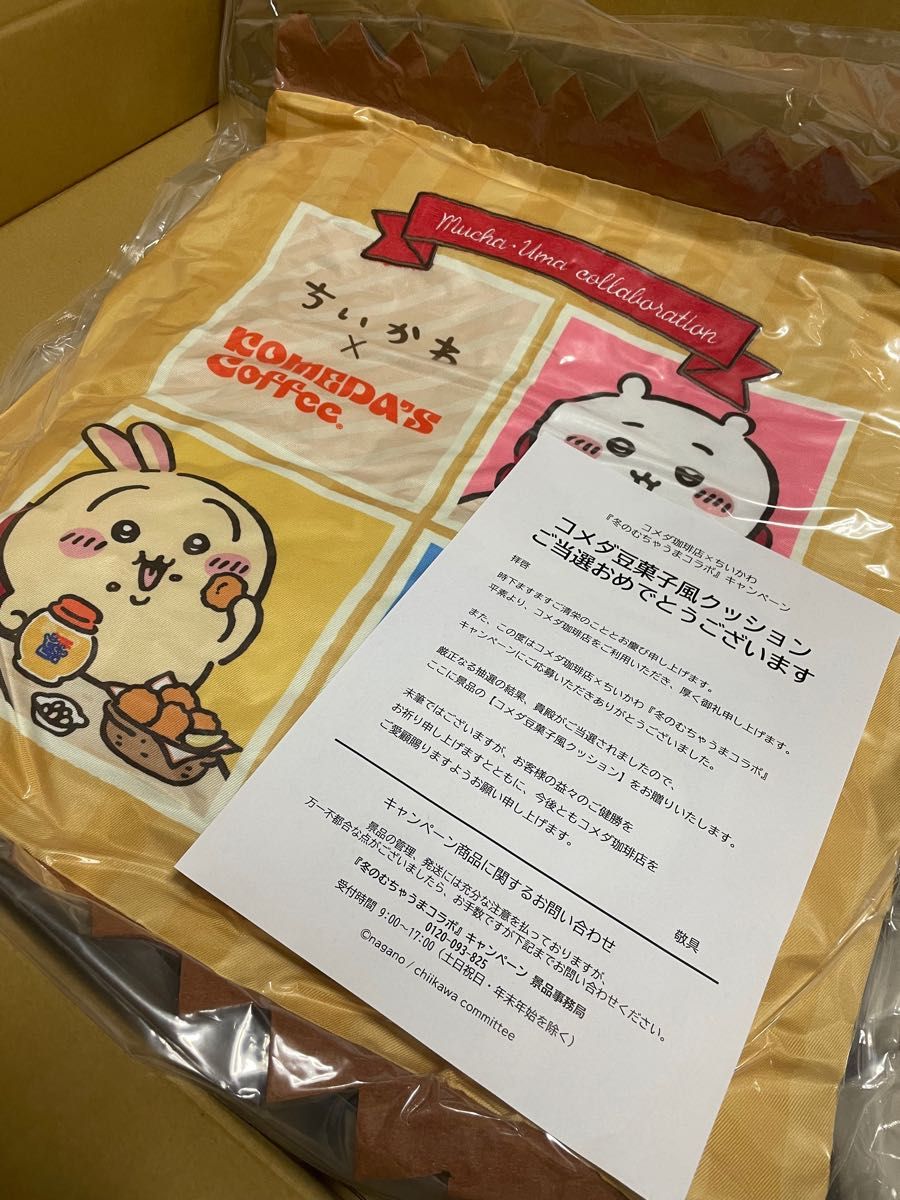 Mucha・Uma collaboration
ちいかわ
×
KOMEDA'S
Coffee®
コメダ珈琲店×ちいかわ
『冬のむちゃうまコラボ』キャンペーン
コメダ豆菓子風クッション
ご当選おめでとうございます
拝啓
時下ますますご清栄のこととお慶び申し上げます。
平素より、コメダ珈琲店をご利用いただき、厚く御礼申し上げます。
また、この度はコメダ珈琲店×ちいかわ『冬のむちゃうまコラボ』
キャンペーンにご応募いただきありがとうございました。
厳正なる抽選の結果、貴殿がご当選されましたので、
ここに景品の【コメダ豆菓子風クッション】をお贈りいたします。
末筆ではございますが、お客様の益々のご健勝を
お祈り申し上げますとともに、今後ともコメダ珈琲店を
ご愛顧賜りますようお願い申し上げます。
敬具
キャンペーン商品に関するお問い合わせ
景品の管理、発送には充分な注意を払っておりますが、
万一不都合な点がございましたら、お手数ですが下記までお問い合わせください。
『冬のむちゃうまコラボ』キャンペーン 景品事務局
0120-093-825
受付時間 9:00～17:00（土日祝日・年末年始を除く）
©nagano / chiikawa committee